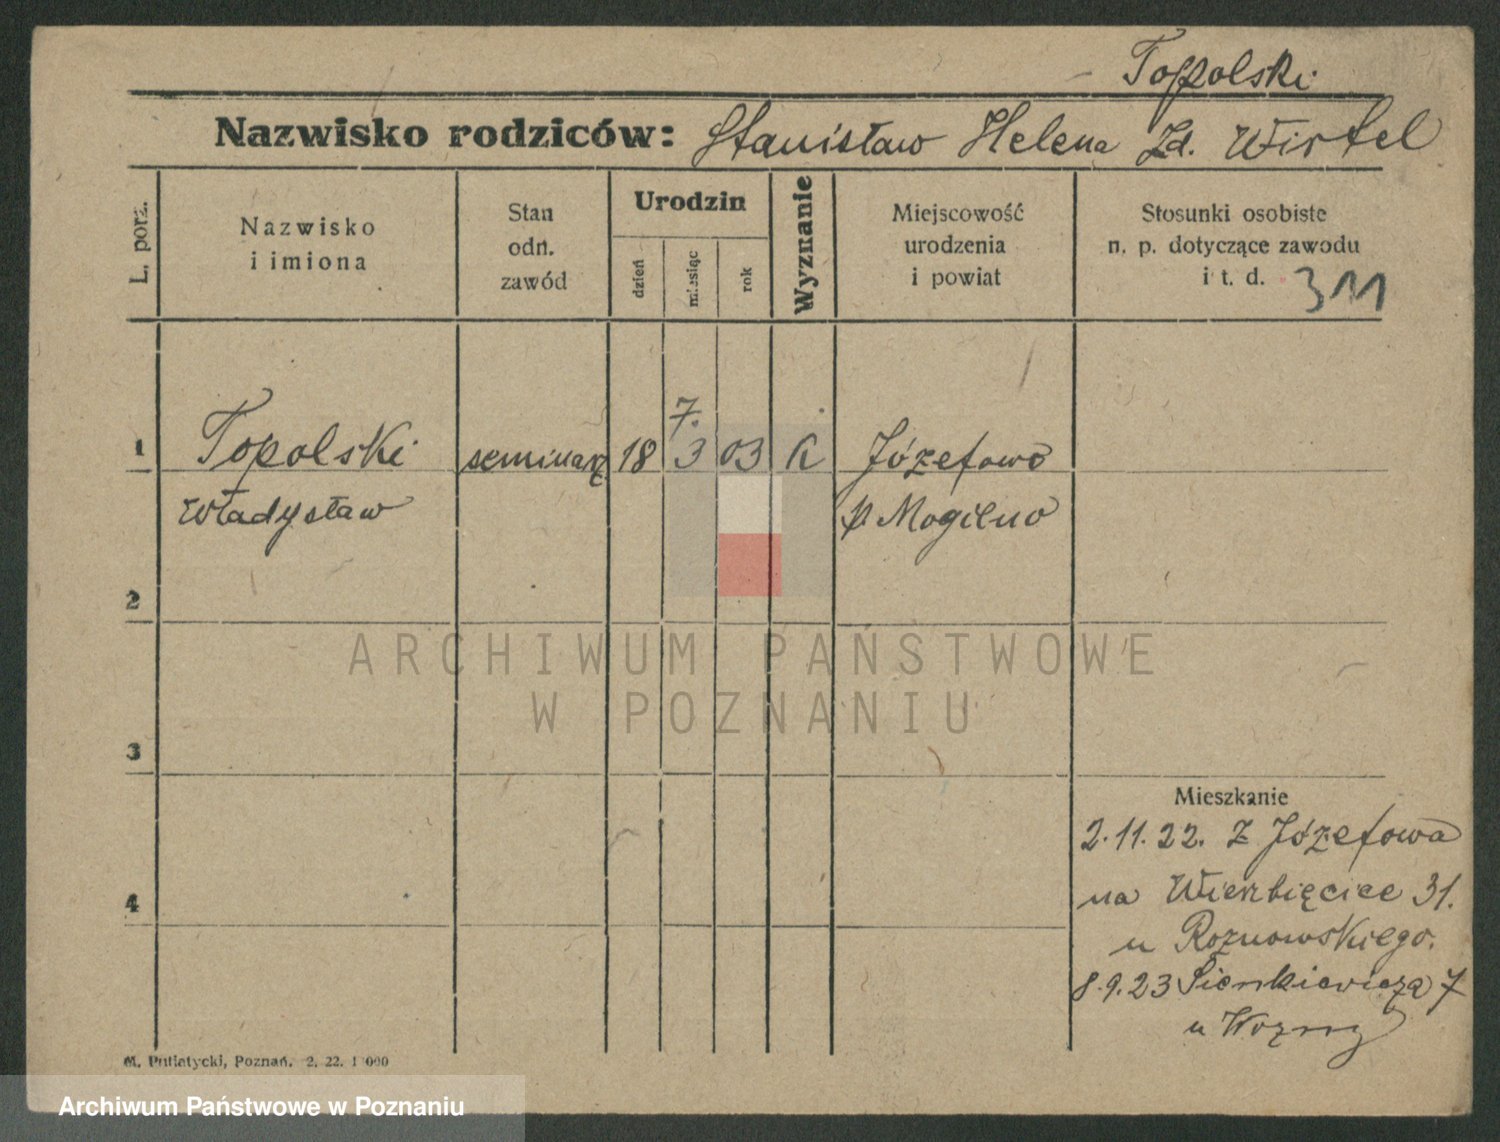 Topolski
Nazwisko rodziców: Stanisław Helena zd. Wirtel
L. porz.
Nazwisko
i imiona
Stan
odn.
zawód
Urodzin
dzień
miesiąc
rok
Wyznanie
Miejscowość
urodzenia
i powiat
Stosunki osobiste
n. p. dotyczące zawodu
i t. d. 311
7.
1 Topolski seminarz 18 3 03 k Józefowo
Władysław p Mogilno
2
ARCHIWUM PAŃSTWOWE
W POZNANIU
3
Mieszkanie
2.11.22. z Józefowa
4
na Wierzbięcice 31.
u Roznowskiego.
8.9.23 Sienkiewicza 7
u Wozny
M. Putiatycki, Poznań. 2. 22. 1 000
Archiwum Państwowe w Poznaniu